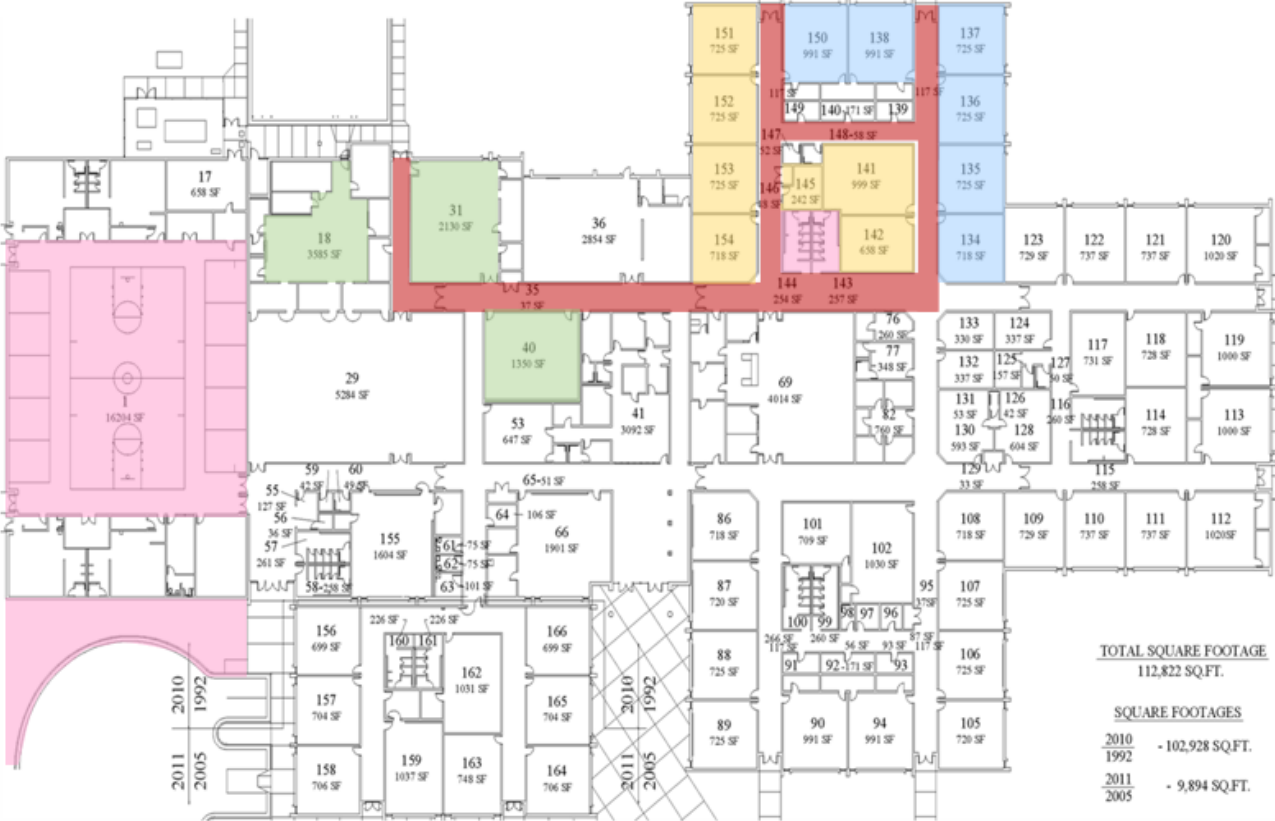 151
725 SF
150
991 SF
138
991 SF
137
725 SF
152
725 SF
117 SF
149
140-171 SF
139
117 SF
136
725 SF
147
52 SF
148-58 SF
17
658 SF
153
725 SF
145
242 SF
141
999 SF
146
48 SF
135
725 SF
31
2130 SF
36
2854 SF
18
3585 SF
154
718 SF
142
658 SF
134
718 SF
123
729 SF
122
737 SF
121
737 SF
120
1020 SF
144
254 SF
143
257 SF
35
37 SF
76
260 SF
133
330 SF
124
337 SF
40
1350 SF
77
348 SF
117
731 SF
118
728 SF
119
1000 SF
132
337 SF
125
157 SF
127
50 SF
29
5284 SF
69
4014 SF
1
16204 SF
131
53 SF
126
42 SF
116
260 SF
53
647 SF
41
3092 SF
82
760 SF
130
593 SF
128
604 SF
114
728 SF
113
1000 SF
129
33 SF
115
258 SF
59
42 SF
60
49 SF
65-51 SF
55
127 SF
56
36 SF
57
261 SF
58-258 SF
155
1604 SF
64
106 SF
66
1901 SF
61-75 SF
62-75 SF
63
101 SF
86
718 SF
101
709 SF
102
1030 SF
108
718 SF
109
729 SF
110
737 SF
111
737 SF
112
1020SF
87
720 SF
95
37SF
107
725 SF
100
266 SF
117 SF
99
260 SF
98
97
96
56 SF
93 SF
87 SF
117 SF
156
699 SF
226 SF
226 SF
160
161
162
1031 SF
166
699 SF
88
725 SF
91
92-171 SF
93
106
725 SF
157
704 SF
165
704 SF
2010
1992
2010
1992
89
725 SF
90
991 SF
94
991 SF
105
720 SF
158
706 SF
159
1037 SF
163
748 SF
164
706 SF
2011
2005
2011
2005
TOTAL SQUARE FOOTAGE
112,822 SQ.FT.
SQUARE FOOTAGES
2010
1992
- 102,928 SQ.FT.
2011
2005
- 9,894 SQ.FT.